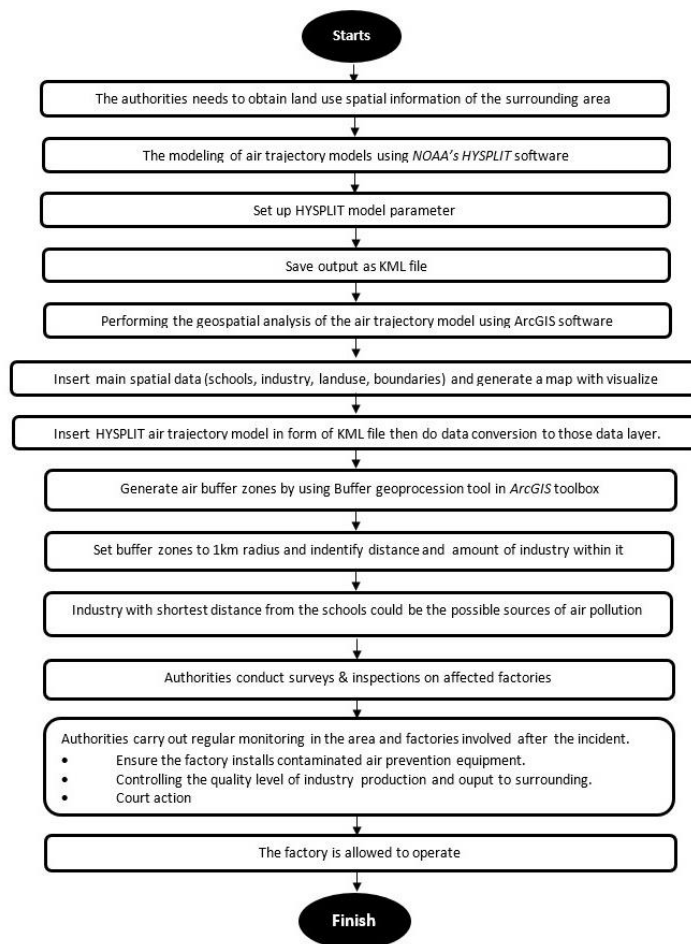 Starts
The authorities needs to obtain land use spatial information of the surrounding area
The modeling of air trajectory models using NOAA's HYSPLIT software
Set up HYSPLIT model parameter
Save output as KML file
Performing the geospatial analysis of the air trajectory model using ArcGIS software
Insert main spatial data (schools, industry, landuse, boundaries) and generate a map with visualize
Insert HYSPLIT air trajectory model in form of KML file then do data conversion to those data layer.
Generate air buffer zones by using Buffer geoprocession tool in ArcGIS toolbox
Set buffer zones to 1km radius and indentify distance and amount of industry within it
Industry with shortest distance from the schools could be the possible sources of air pollution
Authorities conduct surveys & inspections on affected factories
Authorities carry out regular monitoring in the area and factories involved after the incident.
• Ensure the factory installs contaminated air prevention equipment.
• Controlling the quality level of industry production and ouput to surrounding.
• Court action
The factory is allowed to operate
Finish